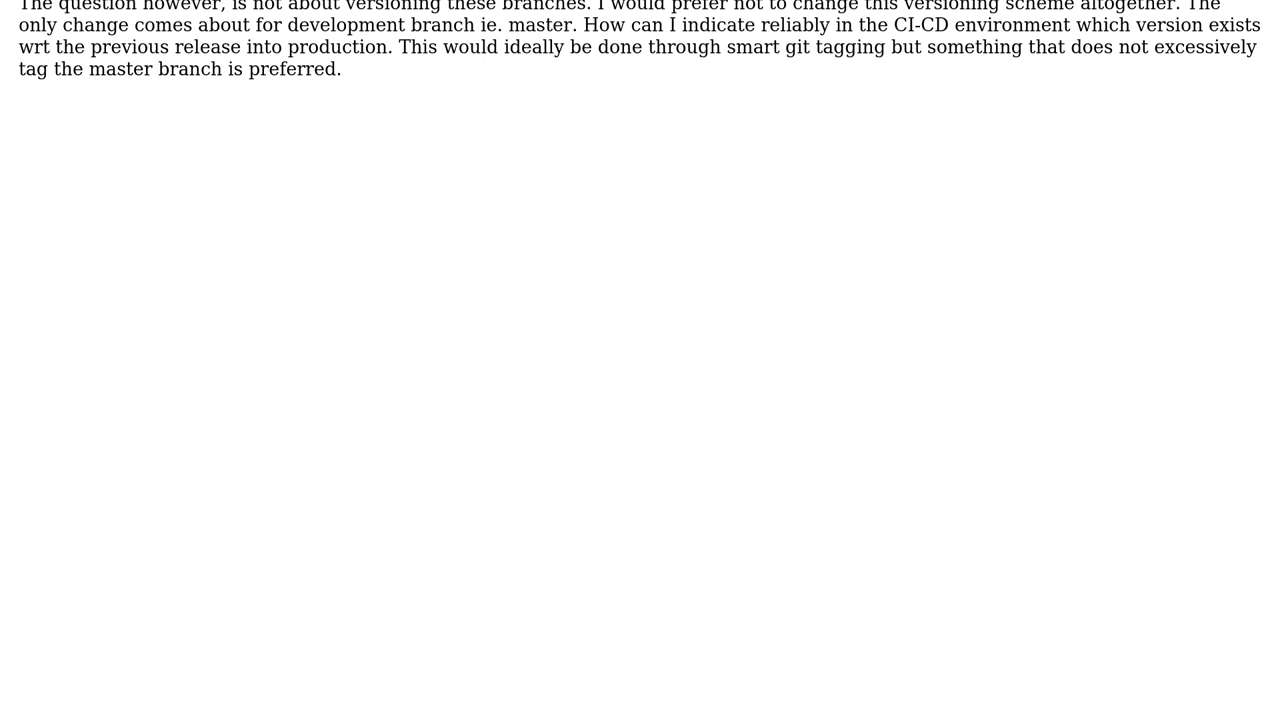 The question however, is not about versioning these branches. I would prefer not to change this versioning scheme altogether. The
only change comes about for development branch ie. master. How can I indicate reliably in the CI-CD environment which version exists
wrt the previous release into production. This would ideally be done through smart git tagging but something that does not excessively
tag the master branch is preferred.